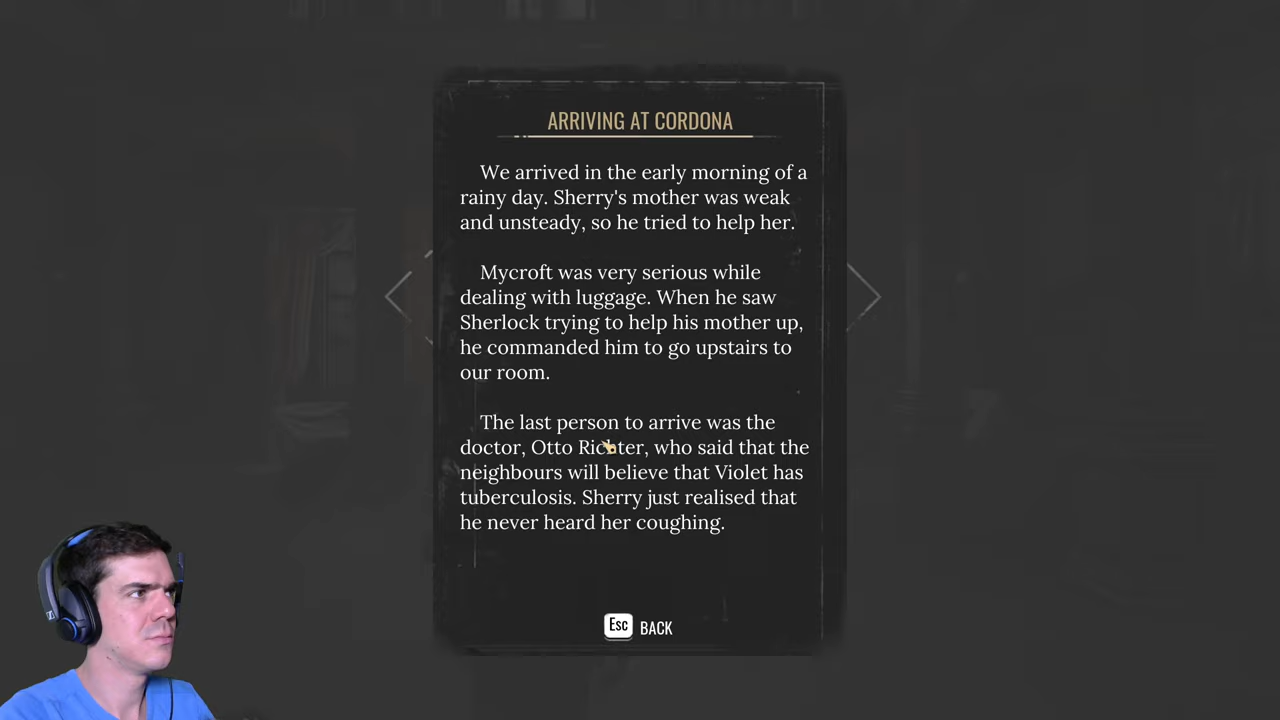 ARRIVING AT CORDONA
We arrived in the early morning of a
rainy day. Sherry's mother was weak
and unsteady, so he tried to help her.
Mycroft was very serious while
dealing with luggage. When he saw
Sherlock trying to help his mother up,
he commanded him to go upstairs to
our room.
The last person to arrive was the
doctor, Otto Richter, who said that the
neighbours will believe that Violet has
tuberculosis. Sherry just realised that
he never heard her coughing.
Esc BACK